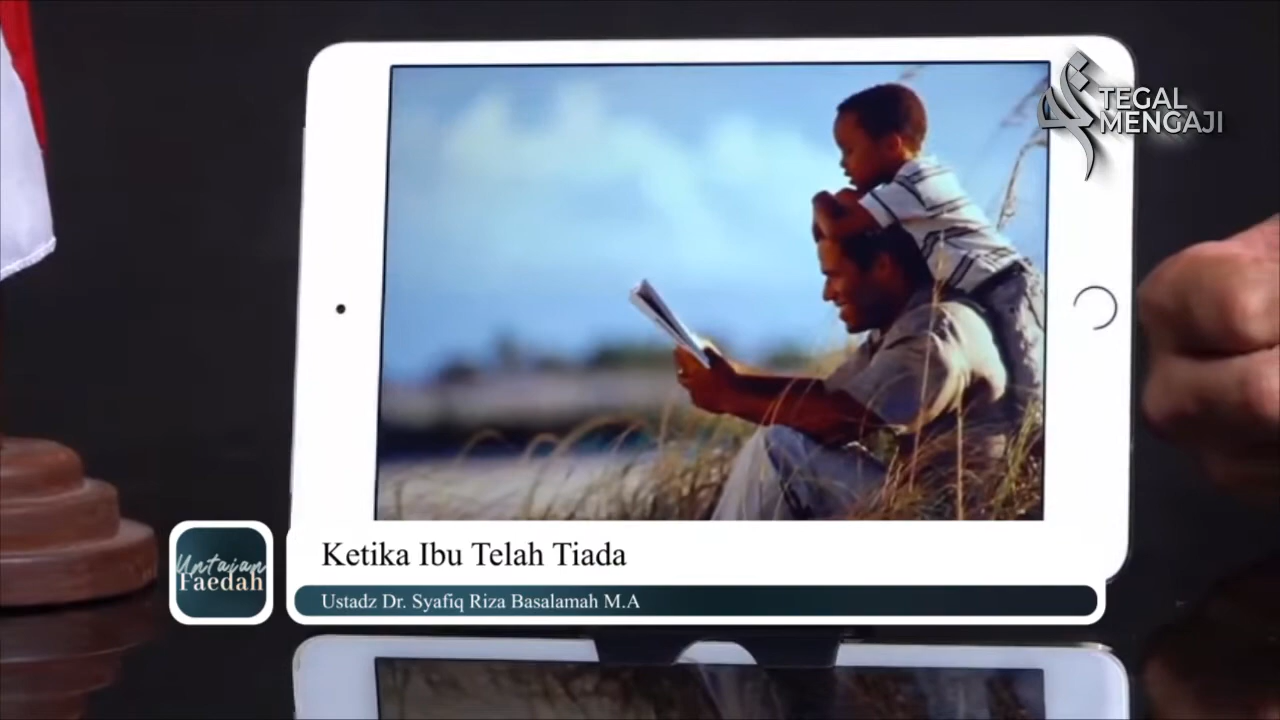 TEGAL
MENGAJI
Ketika Ibu Telah Tiada
Untaian
Faedah
Ustadz Dr. Syafiq Riza Basalamah M.A